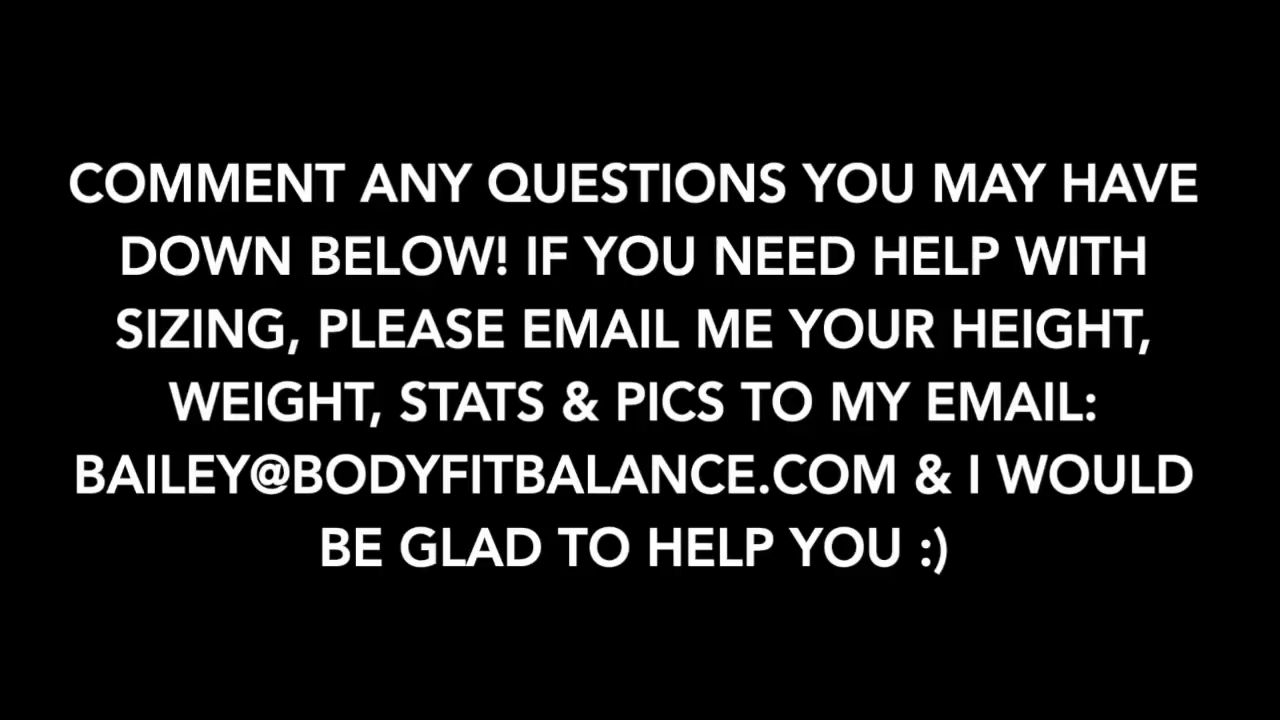 COMMENT ANY QUESTIONS YOU MAY HAVE
DOWN BELOW! IF YOU NEED HELP WITH
SIZING, PLEASE EMAIL ME YOUR HEIGHT,
WEIGHT, STATS & PICS TO MY EMAIL:
BAILEY@BODYFITBALANCE.COM & I WOULD
BE GLAD TO HELP YOU :)